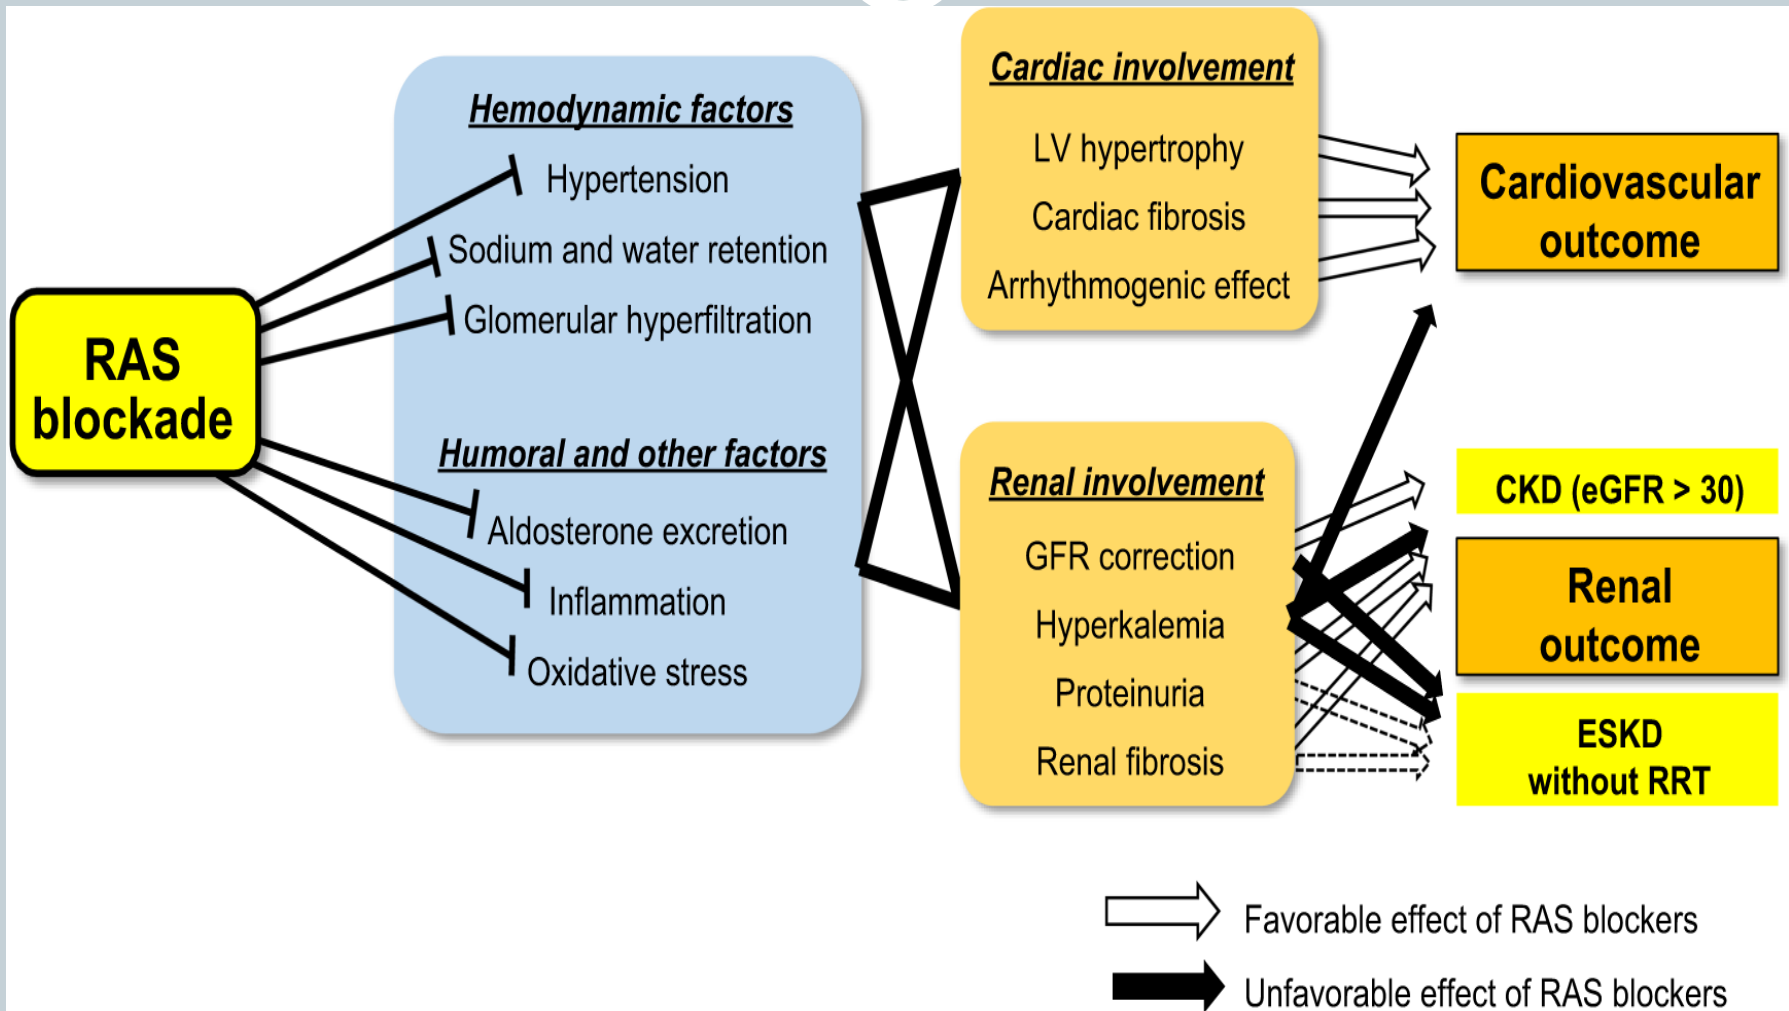 RAS
blockade
Hemodynamic factors
Hypertension
Sodium and water retention
Glomerular hyperfiltration
Humoral and other factors
Aldosterone excretion
Inflammation
Oxidative stress
Cardiac involvement
LV hypertrophy
Cardiac fibrosis
Arrhythmogenic effect
Renal involvement
GFR correction
Hyperkalemia
Proteinuria
Renal fibrosis
Cardiovascular
outcome
CKD (eGFR > 30)
Renal
outcome
ESKD
without RRT
Favorable effect of RAS blockers
Unfavorable effect of RAS blockers